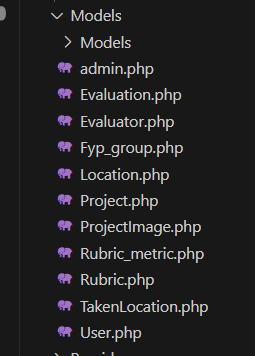 Models
Models
admin.php
Evaluation.php
Evaluator.php
Fyp_group.php
Location.php
Project.php
ProjectImage.php
Rubric_metric.php
Rubric.php
TakenLocation.php
User.php